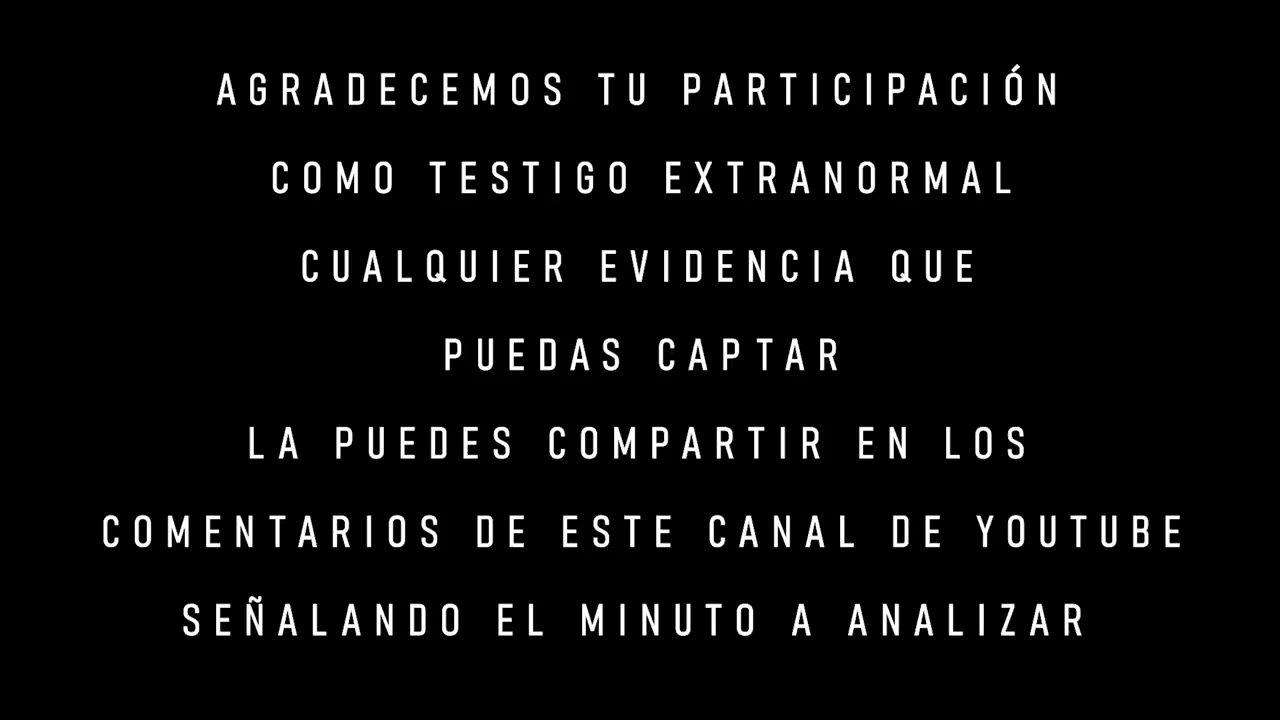 AGRADECEMOS TU PARTICIPACIÓN
COMO TESTIGO EXTRANORMAL
CUALQUIER EVIDENCIA QUE
PUEDAS CAPTAR
LA PUEDES COMPARTIR EN LOS
COMENTARIOS DE ESTE CANAL DE YOUTUBE
SEÑALANDO EL MINUTO A ANALIZAR